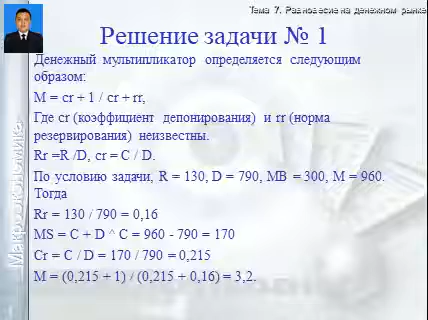 Тема 7. Равновесие на денежном рынке
Решение задачи № 1
Денежный мультипликатор определяется следующим
образом:
M = cr + 1 / cr + rr,
Где cr (коэффициент депонирования) и rr (норма
резервирования) неизвестны.
Rr =R /D, cr = C / D.
По условию задачи, R = 130, D = 790, MB = 300, M = 960.
Тогда
Rr = 130 / 790 = 0,16
MS = C + D ^ C = 960 - 790 = 170
Cr = C / D = 170 / 790 = 0,215
M = (0,215 + 1) / (0,215 + 0,16) = 3,2.
Макроэкономика